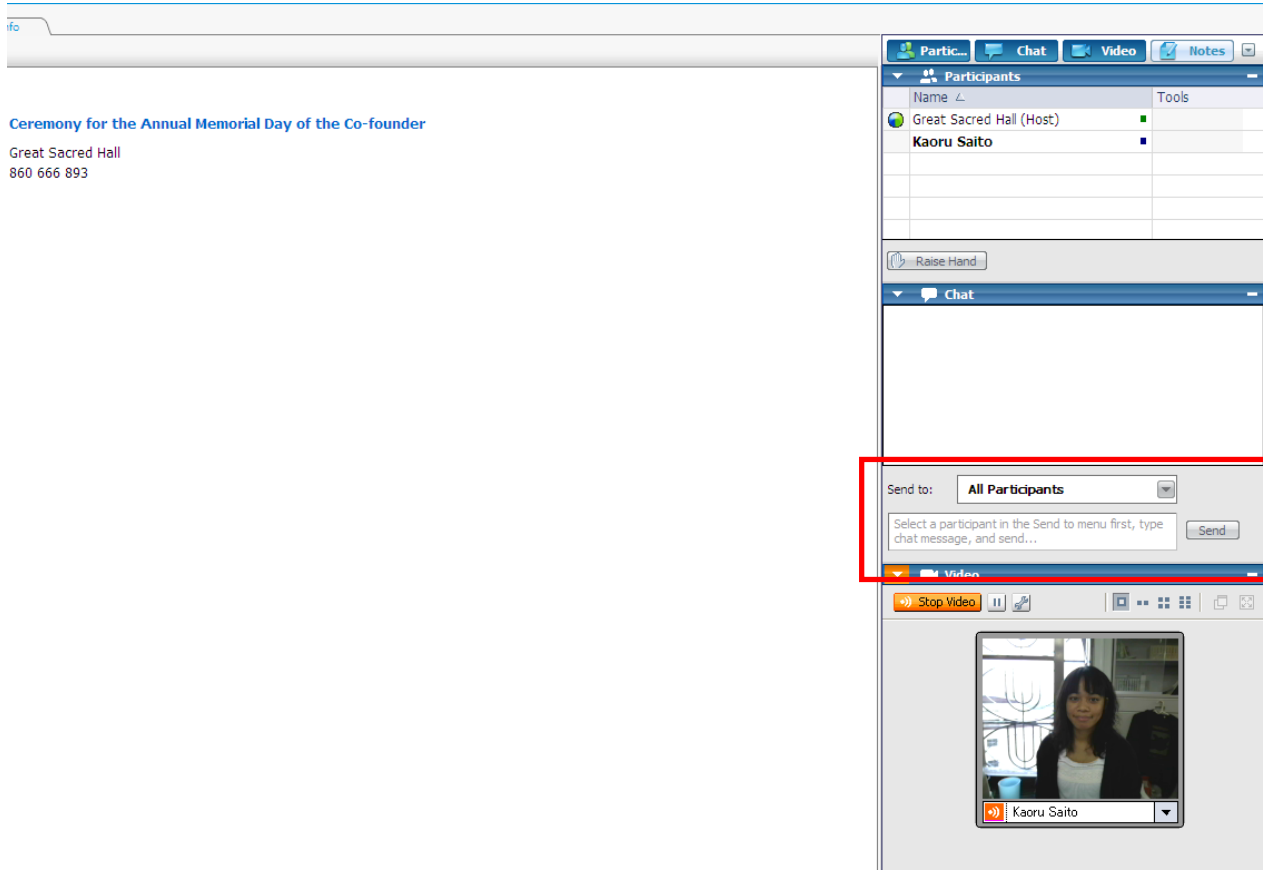 nfo
Partic... Chat Video Notes
Participants
Name Tools
Great Sacred Hall (Host)
Kaoru Saito
Ceremony for the Annual Memorial Day of the Co-founder
Great Sacred Hall
860 666 893
Raise Hand
Chat
Send to: All Participants
Select a participant in the Send to menu first, type
chat message, and send...
Send
Video
Stop Video
Kaoru Saito